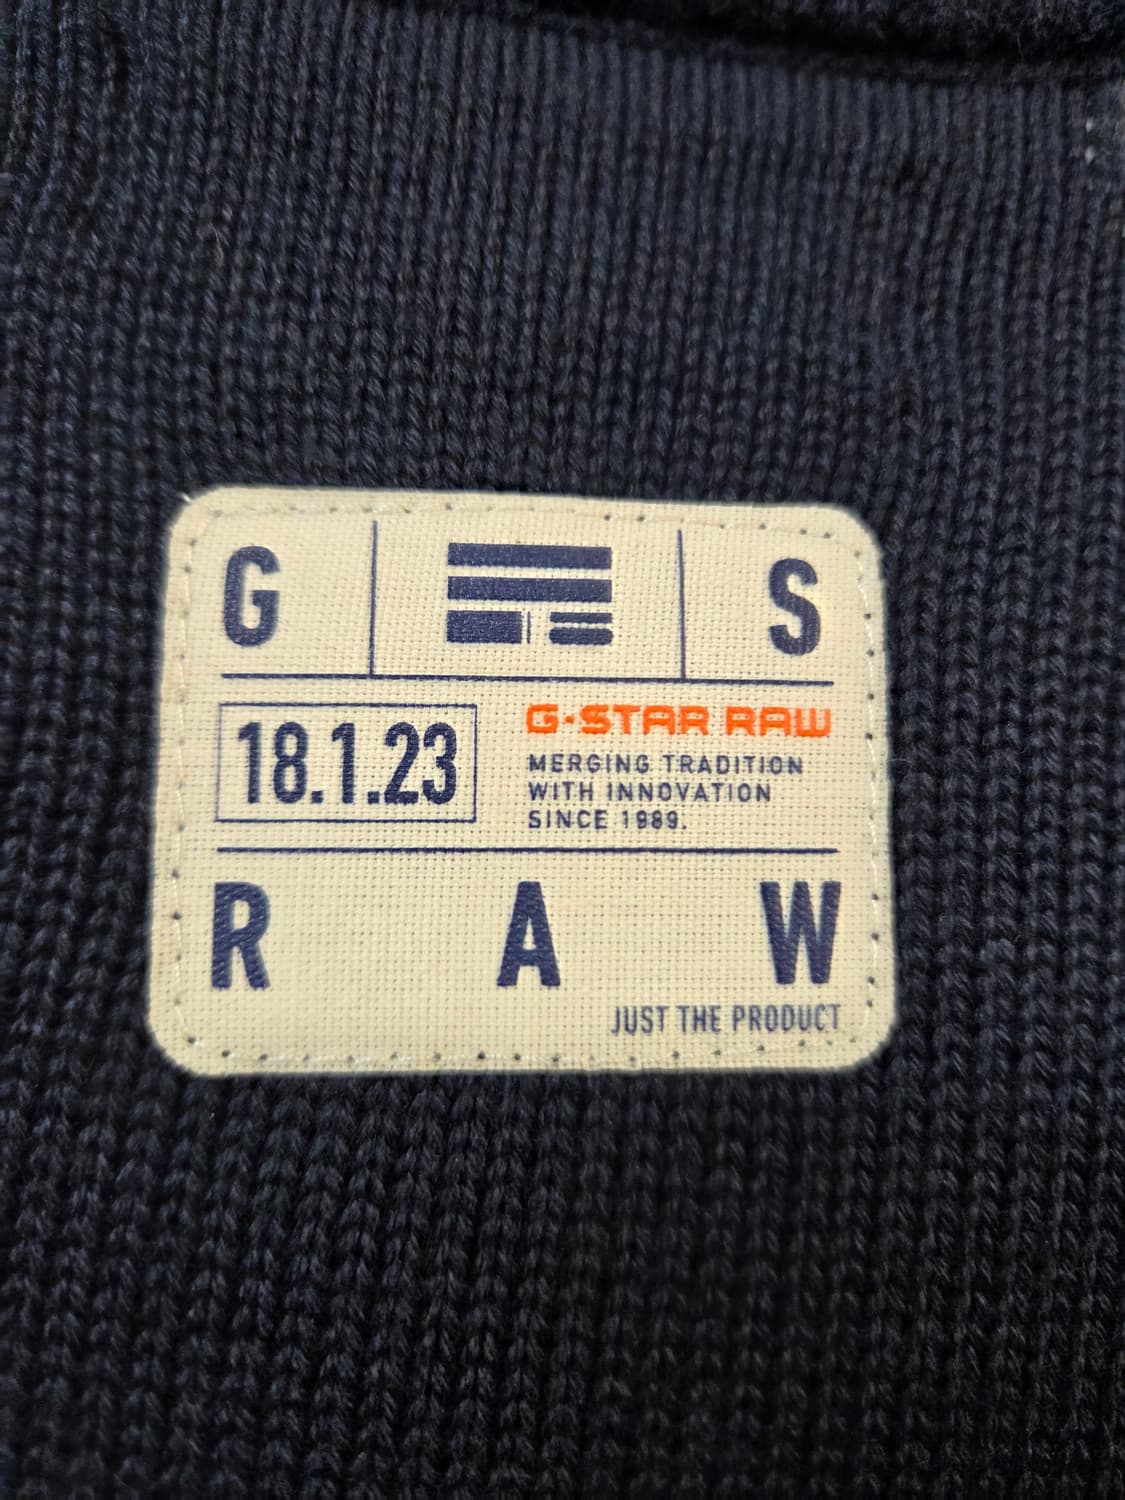 G S
18.1.23
G-STAR RAW
MERGING TRADITION
WITH INNOVATION
SINCE 1989.
R A W
JUST THE PRODUCT